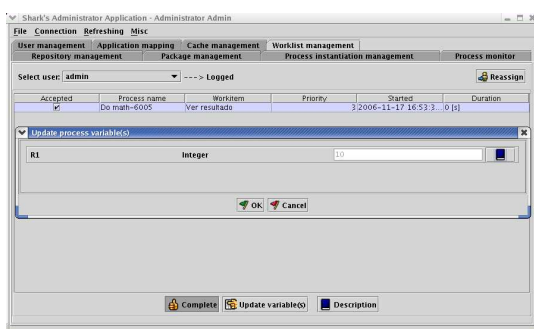 Shark's Administrator Application - Administrator Admin
File Connection Refreshing Misc
User management Application mapping Cache management Worklist management
Repository management Package management Process instantiation management Process monitor
Select user: admin ---> Logged Reassign
Accepted Process name Workitem Priority Started Duration
Do math-6005 Ver resultado 3 2006-11-17 16:53:3... 0 [s]
Update process variable(s)
R1 Integer 10
OK Cancel
Complete Update variable(s) Description